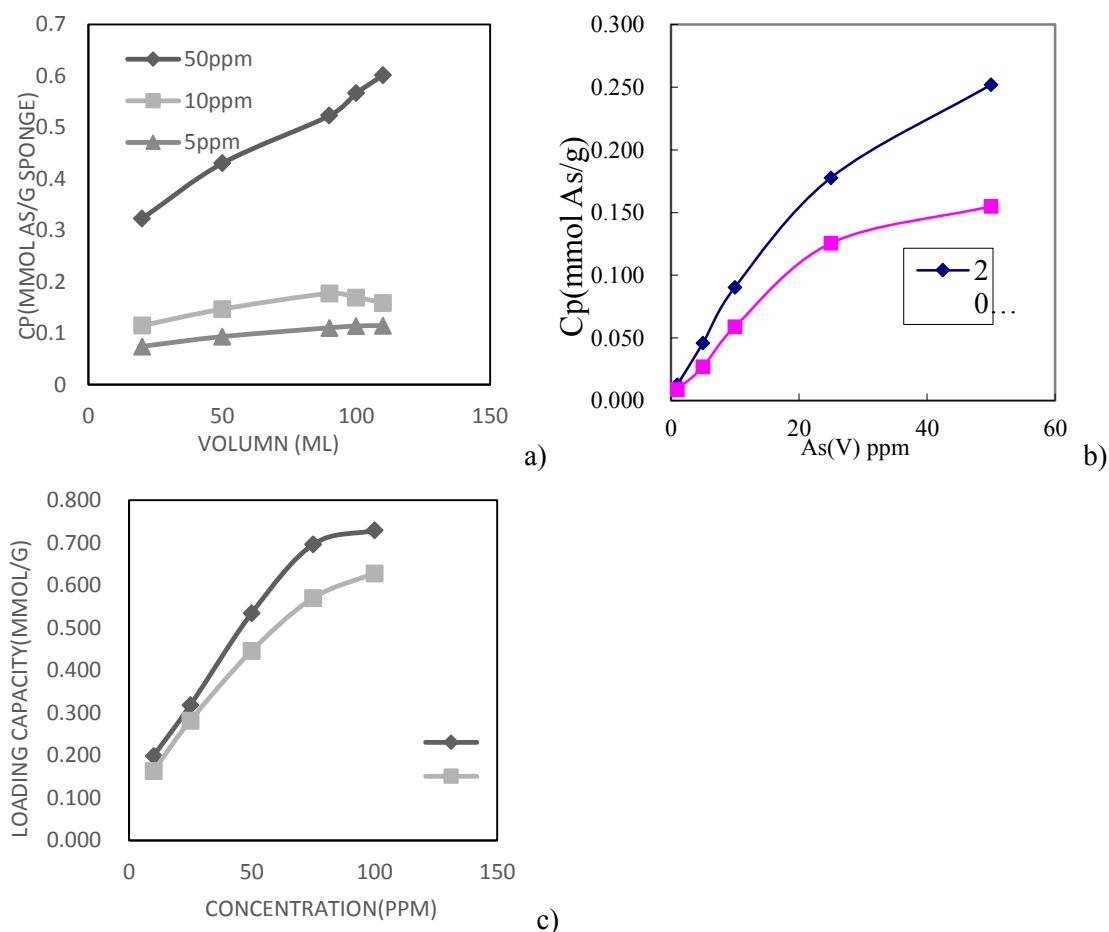 0.7
0.6
0.5
0.4
0.3
0.2
0.1
0
CP(MMOL AS/G SPONGE)
50ppm
10ppm
5ppm
0 50 100 150
VOLUMN (ML)
a)
0.300
0.250
0.200
0.150
0.100
0.050
0.000
Cp(mmol As/g)
2
0...
0 20 40 60
As(V) ppm
b)
0.800
0.700
0.600
0.500
0.400
0.300
0.200
0.100
0.000
LOADING CAPACITY(MMOL/G)
0 50 100 150
CONCENTRATION(PPM)
c)